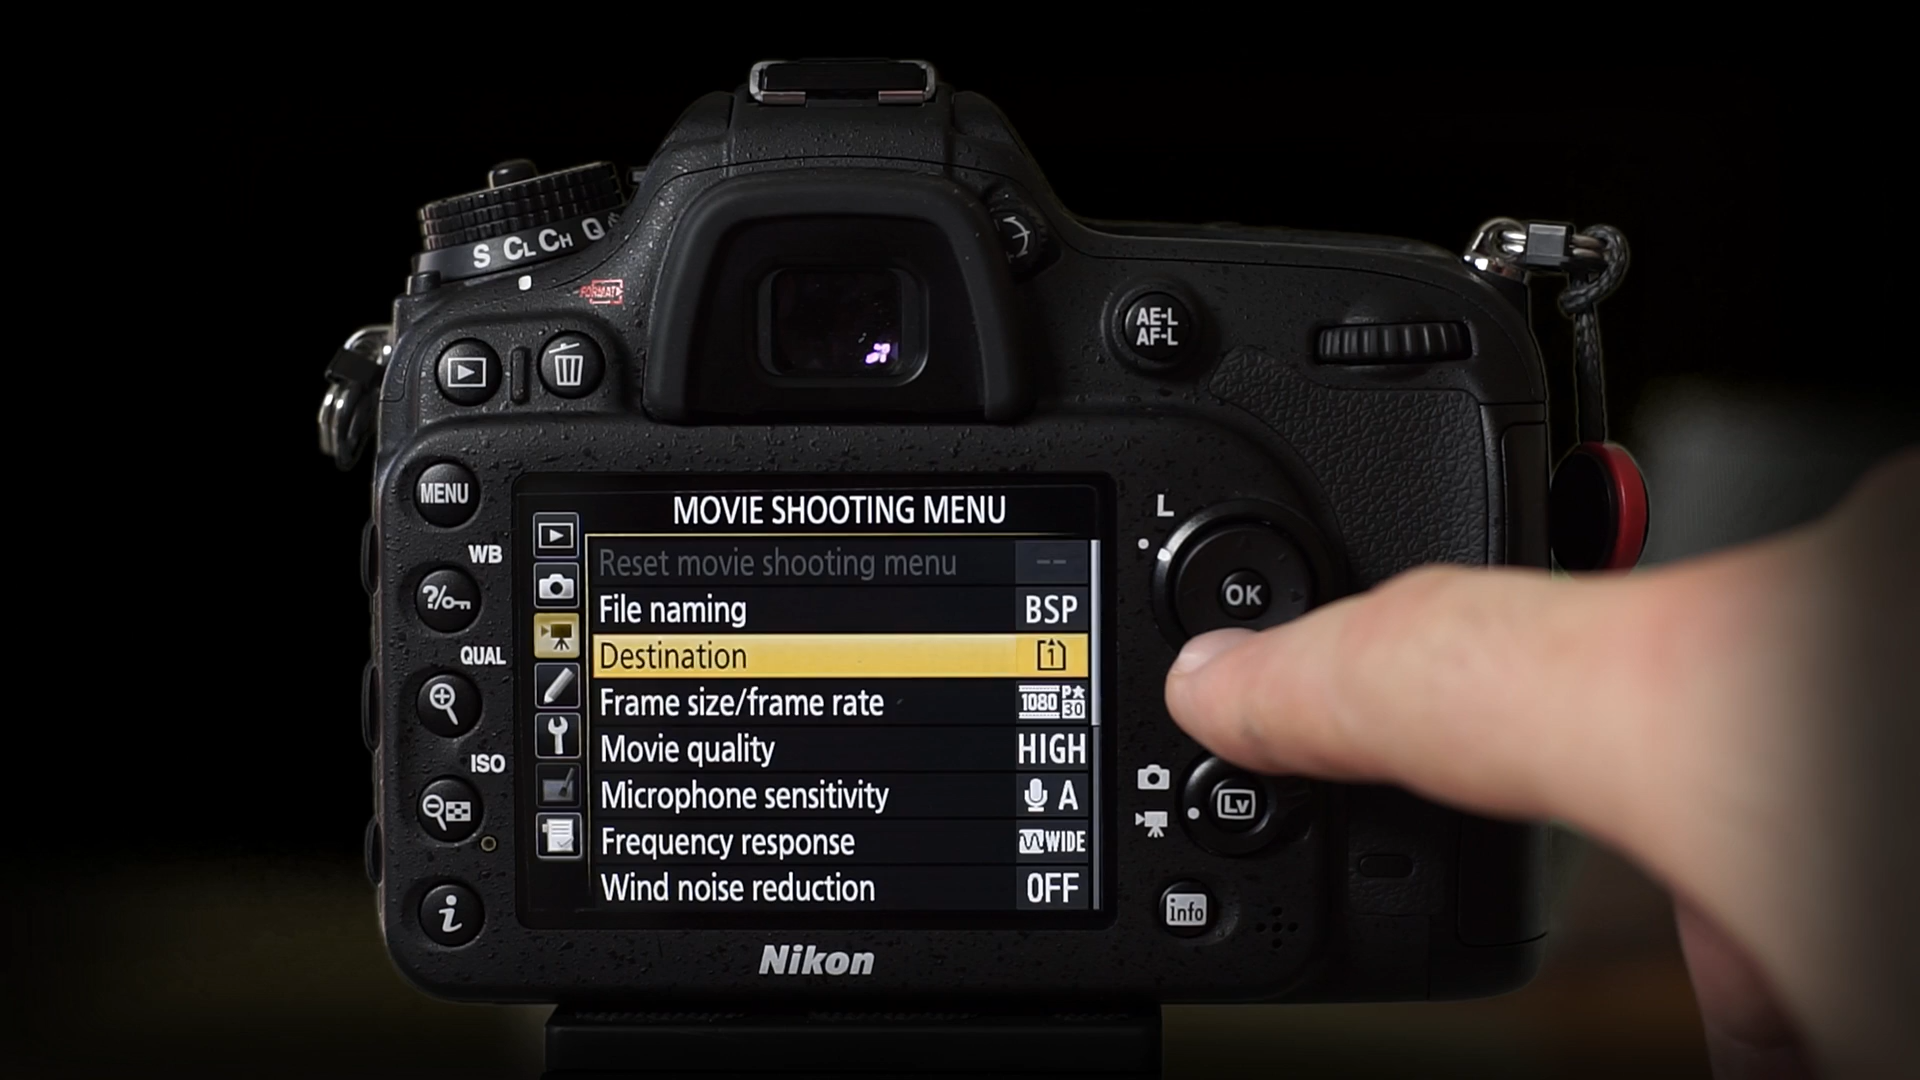 S CL CH Q
FORMAT
AE-L
AF-L
MENU
WB
?/
QUAL
ISO
i
MOVIE SHOOTING MENU
Reset movie shooting menu --
File naming BSP
Destination 1
Frame size/frame rate 1080 P★ 30
Movie quality HIGH
Microphone sensitivity A
Frequency response WIDE
Wind noise reduction OFF
L
OK
Lv
info
Nikon